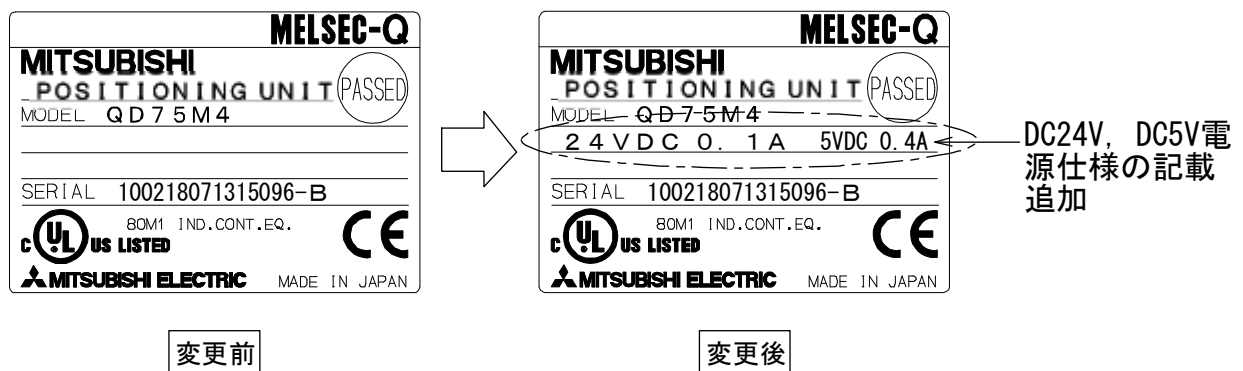 MELSEC-Q
MITSUBISHI
POSITIONING UNIT
PASSED
MODEL QD75M4
SERIAL 100218071315096-B
80M1 IND.CONT.EQ.
C UL US LISTED
CE
MITSUBISHI ELECTRIC MADE IN JAPAN
変更前
MELSEC-Q
MITSUBISHI
POSITIONING UNIT
PASSED
MODEL QD75M4
24VDC 0.1A 5VDC 0.4A
SERIAL 100218071315096-B
80M1 IND.CONT.EQ.
C UL US LISTED
CE
MITSUBISHI ELECTRIC MADE IN JAPAN
変更後
DC24V, DC5V電
源仕様の記載
追加